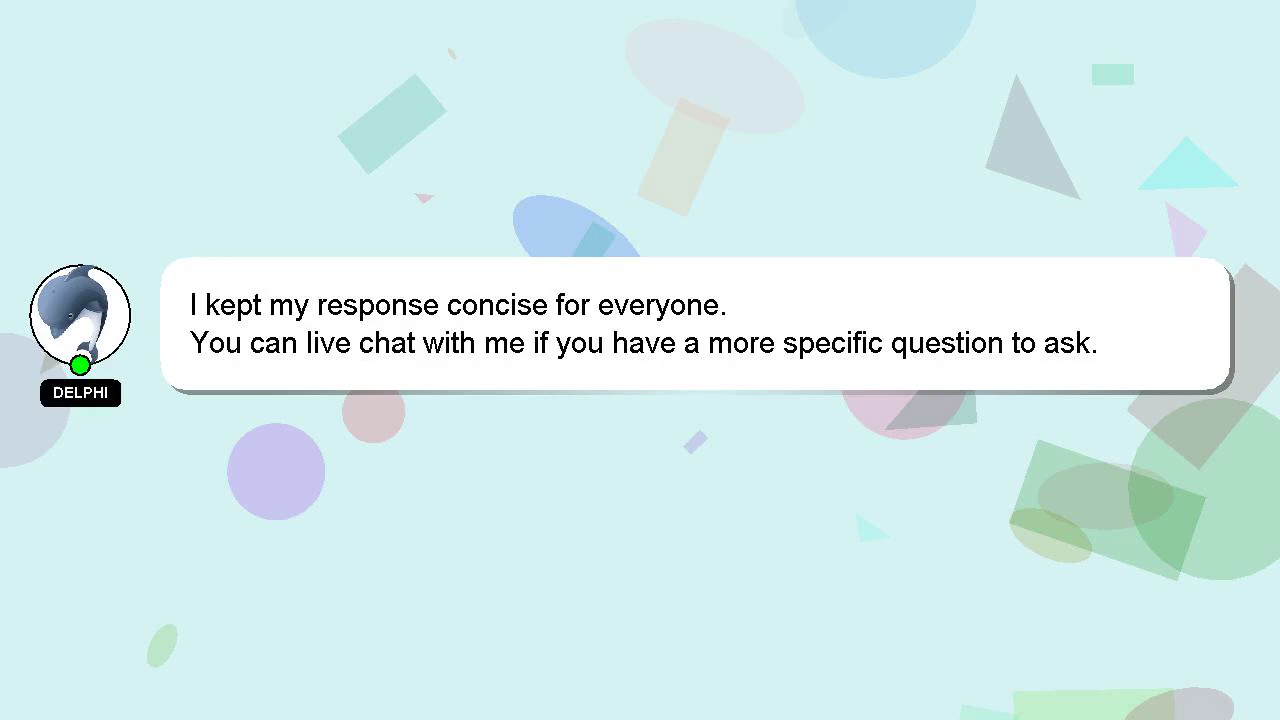 I kept my response concise for everyone.
You can live chat with me if you have a more specific question to ask.
DELPHI